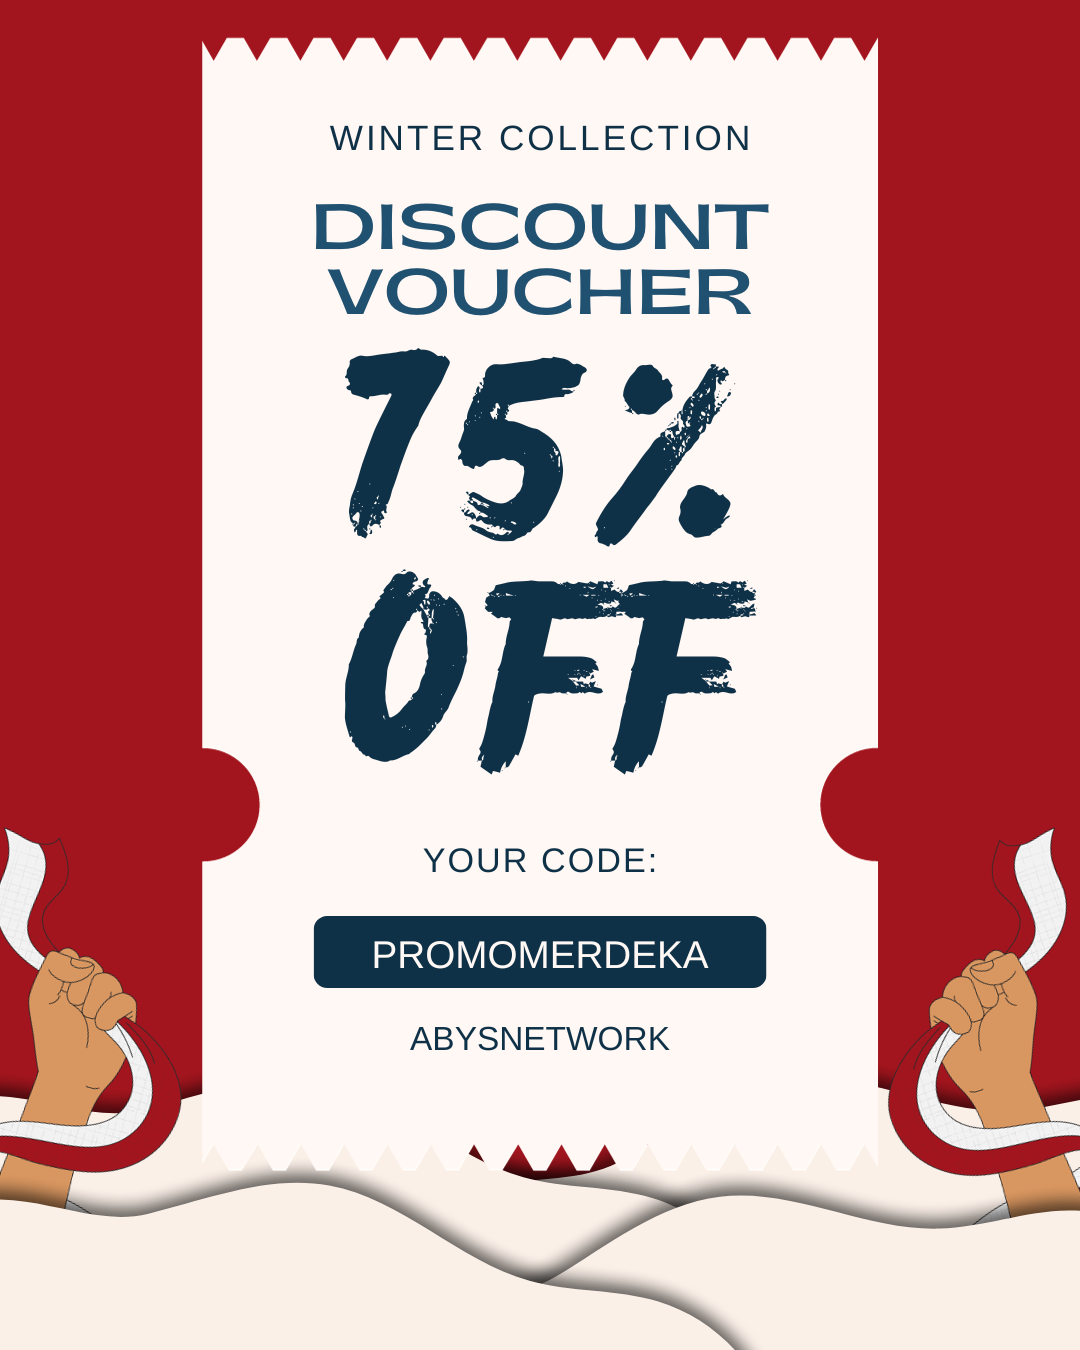 WINTER COLLECTION
DISCOUNT
VOUCHER
75%
OFF
YOUR CODE:
PROMOMERDEKA
ABYSNETWORK